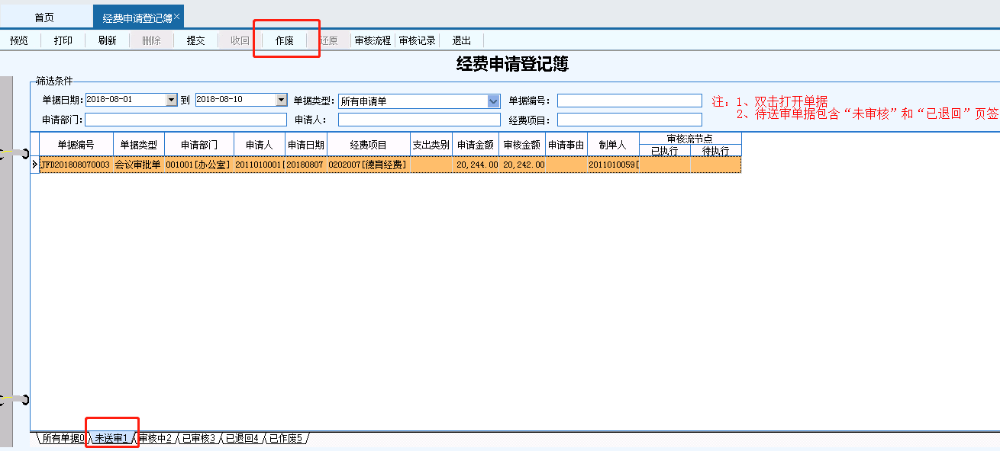 首页 经费申请登记簿×
预览 打印 刷新 删除 提交 收回 作废 还原 审核流程 审核记录 退出
经费申请登记簿
筛选条件
单据日期: 2018-08-01 到 2018-08-10 单据类型: 所有申请单 单据编号:
申请部门: 申请人: 经费项目:
注: 1、双击打开单据
2、待送审单据包含“未审核”和“已退回”页签
单据编号 单据类型 申请部门 申请人 申请日期 经费项目 支出类别 申请金额 审核金额 申请事由 制单人 审核流节点
已执行 待执行
JFD201808070003 会议审批单 001001[办公室] 2011010001[ 20180807 0202007[德育经费] 20,244.00 20,242.00 2011010059[
所有单据0 未送审1 审核中2 已审核3 已退回4 已作废5